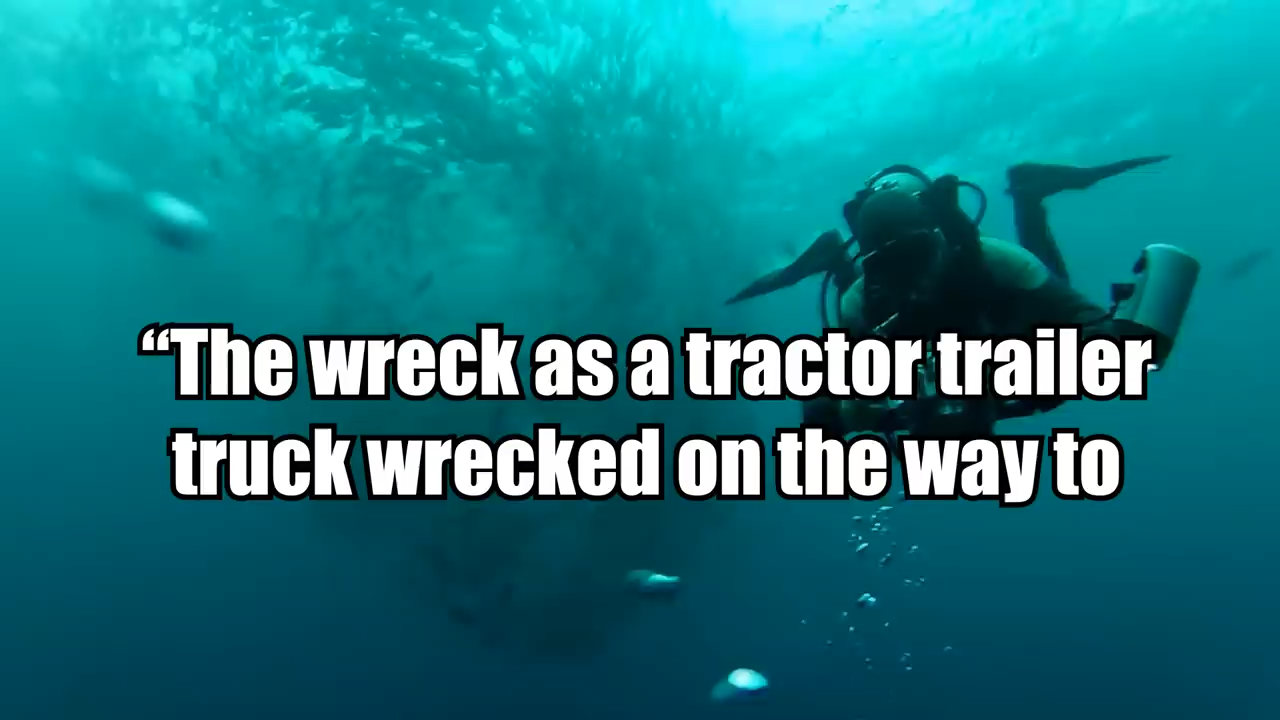 “The wreck as a tractor trailer
truck wrecked on the way to